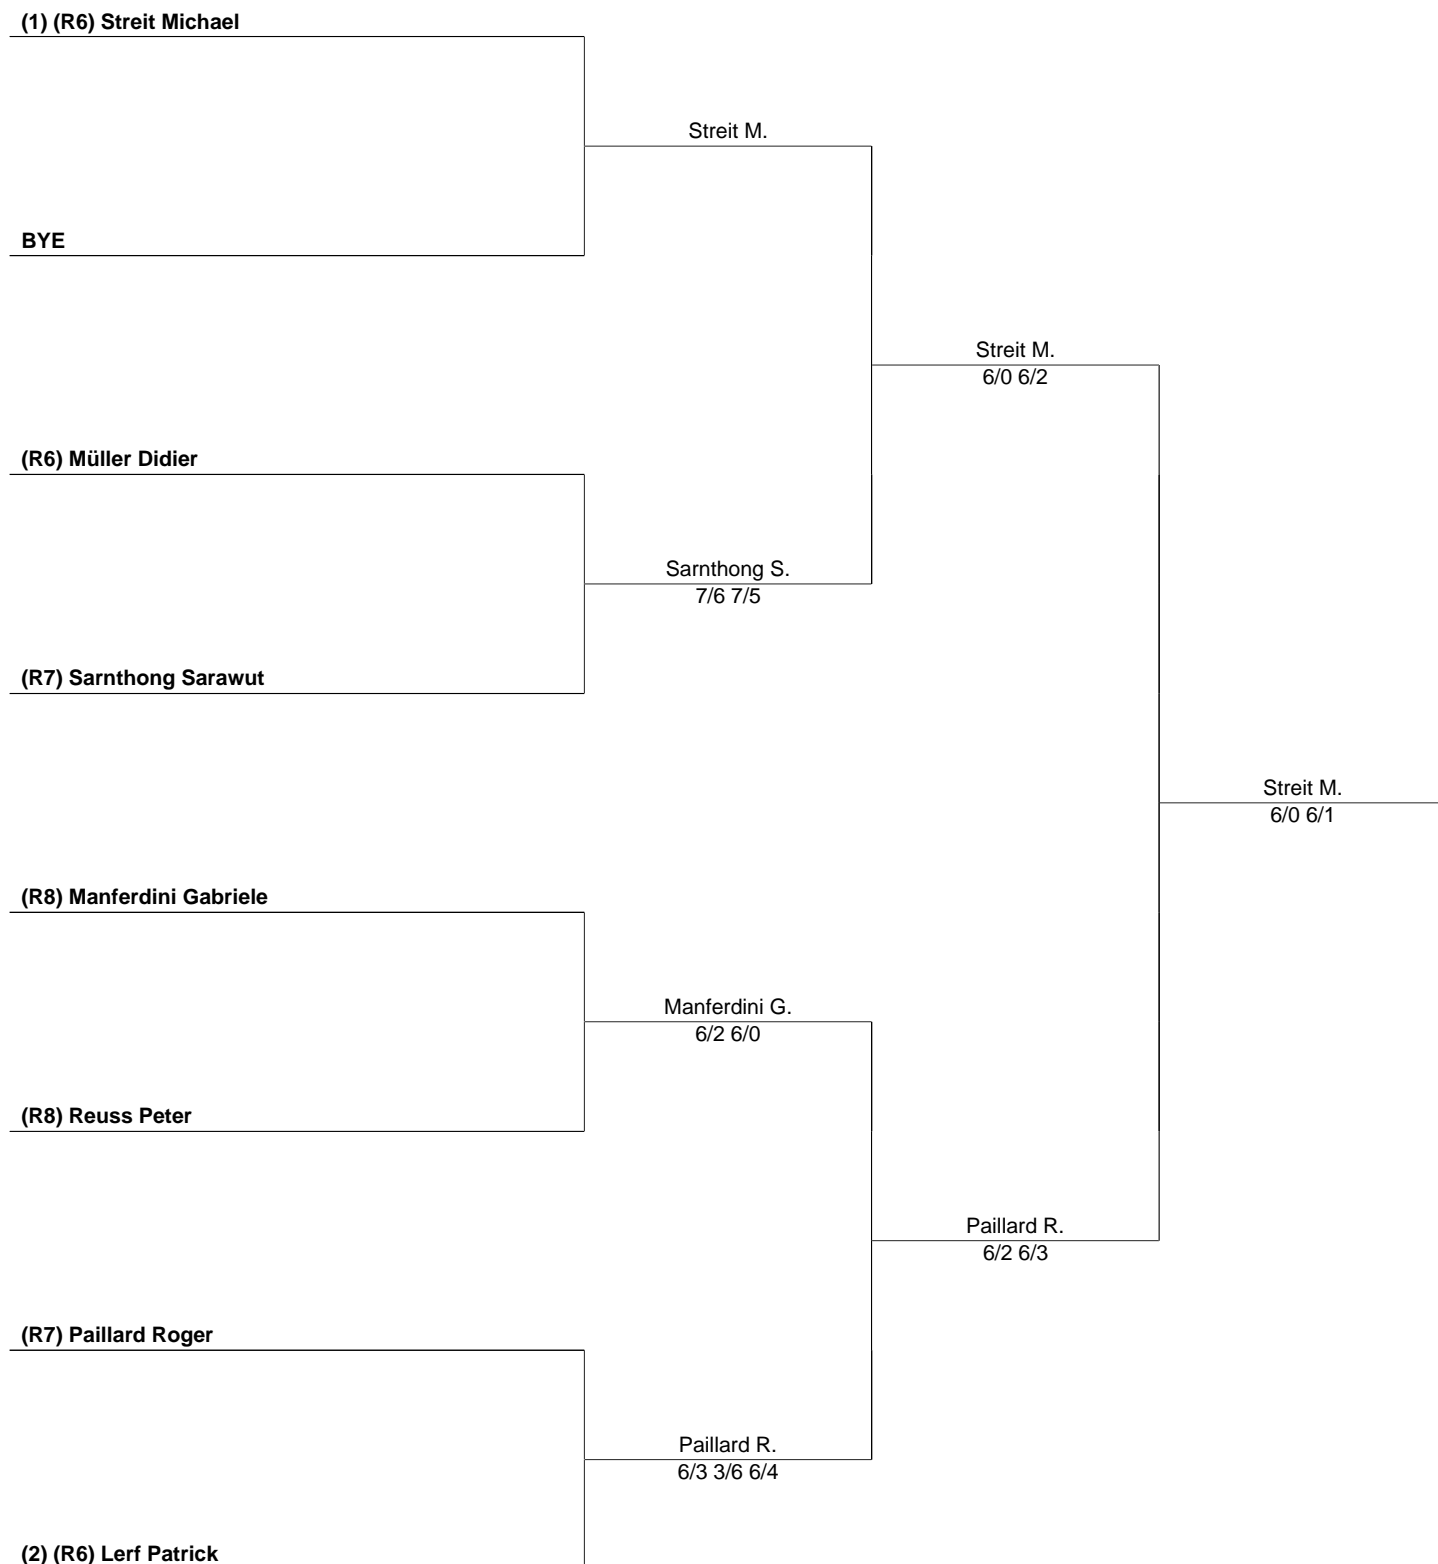 (1) (R6) Streit Michael
Streit M.
BYE
Streit M.
6/0 6/2
(R6) Müller Didier
Sarnthong S.
7/6 7/5
(R7) Sarnthong Sarawut
Streit M.
6/0 6/1
(R8) Manferdini Gabriele
Manferdini G.
6/2 6/0
(R8) Reuss Peter
Paillard R.
6/2 6/3
(R7) Paillard Roger
Paillard R.
6/3 3/6 6/4
(2) (R6) Lerf Patrick